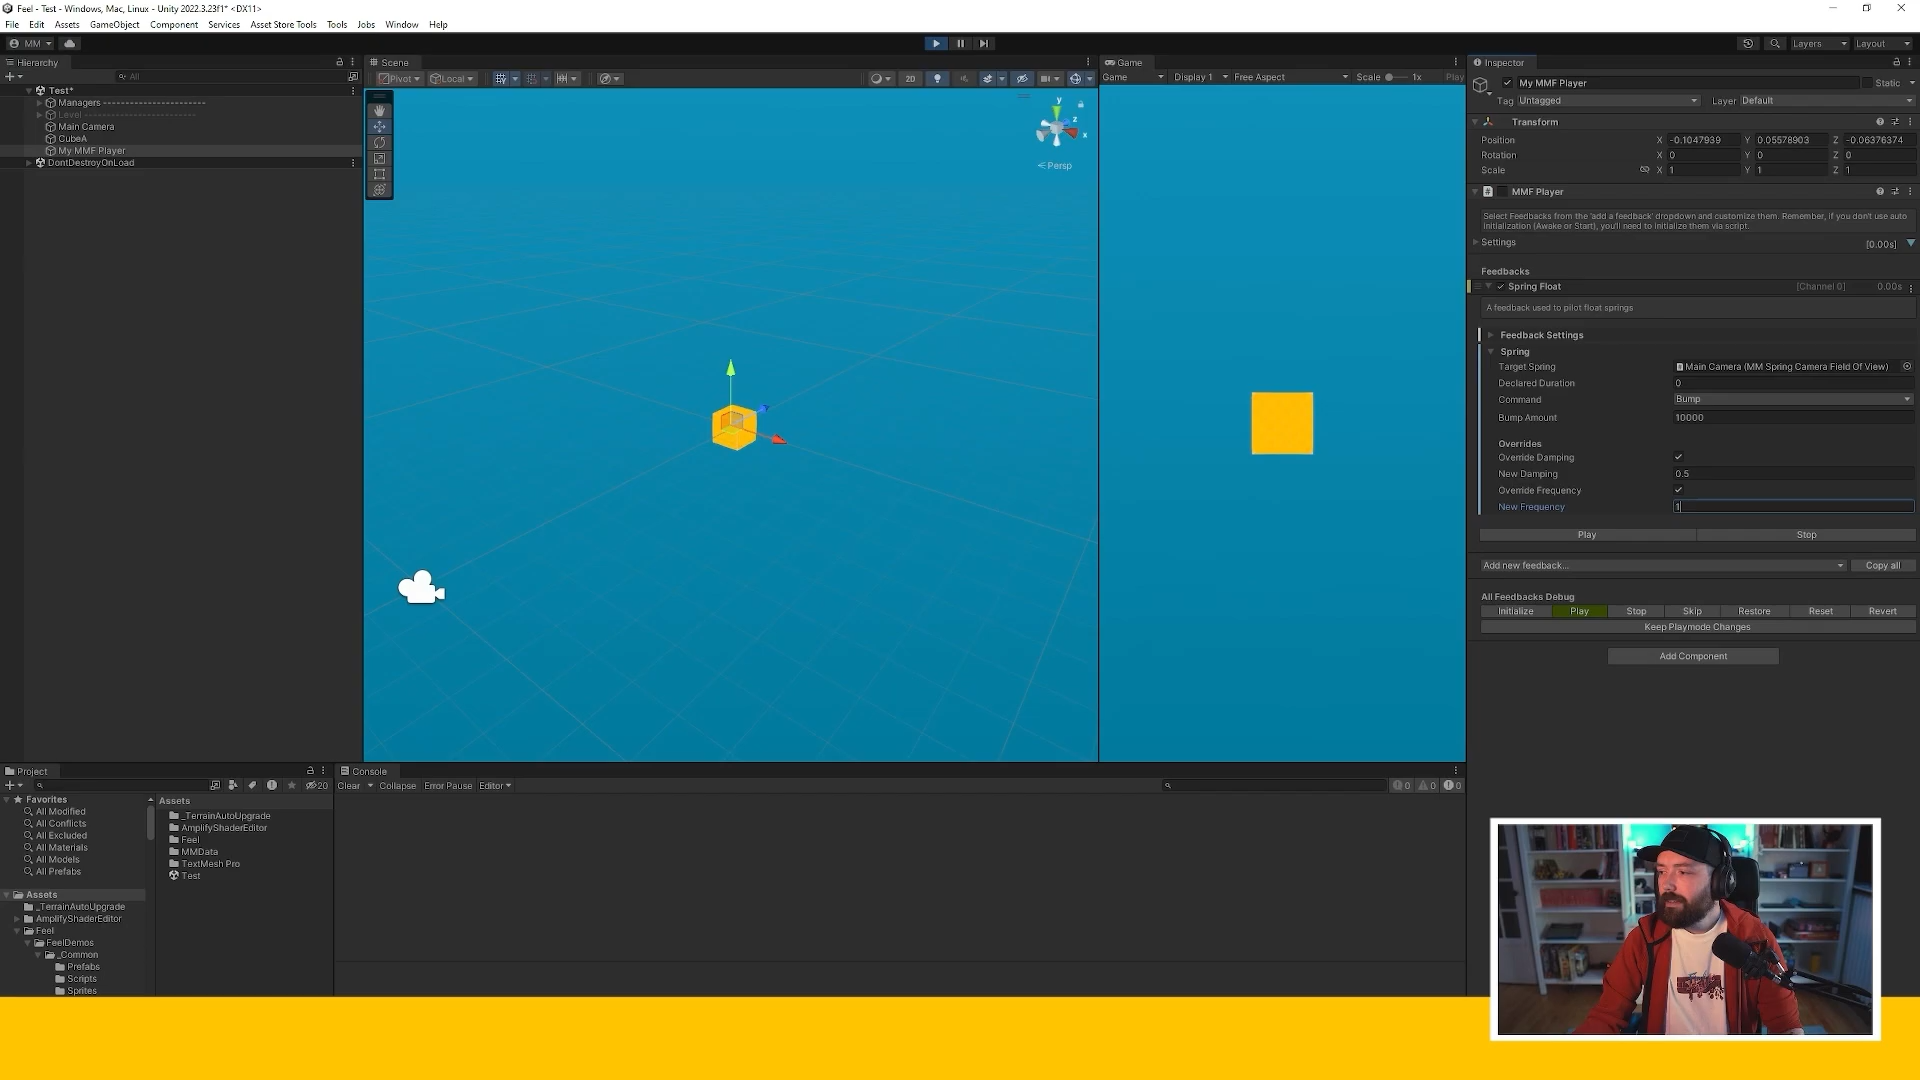 Feel - Test - Windows, Mac, Linux - Unity 2022.3.23f1* <DX11>
File Edit Assets GameObject Component Services Asset Store Tools Tools Jobs Window Help
MM
Layers Layout
Hierarchy
All
Test*
Managers -----------------------
Level -------------------------
Main Camera
CubeA
My MMF Player
DontDestroyOnLoad
Scene
Pivot Local
2D
y
z
x
Persp
Game
Game Display 1 Free Aspect Scale 1x Play
Inspector
My MMF Player Static
Tag Untagged Layer Default
Transform
Position X -0.1047939 Y 0.05578903 Z -0.06376374
Rotation X 0 Y 0 Z 0
Scale X 1 Y 1 Z 1
MMF Player
Select Feedbacks from the 'add a feedback' dropdown and customize them. Remember, if you don't use auto
initialization (Awake or Start), you'll need to initialize them via script.
Settings [0.00s]
Feedbacks
Spring Float [Channel 0] 0.00s
A feedback used to pilot float springs
Feedback Settings
Spring
Target Spring Main Camera (MM Spring Camera Field Of View)
Declared Duration 0
Command Bump
Bump Amount 10000
Overrides
Override Damping
New Damping 0.5
Override Frequency
New Frequency 1
Play Stop
Add new feedback... Copy all
All Feedbacks Debug
Initialize Play Stop Skip Restore Reset Revert
Keep Playmode Changes
Add Component
Project
20
Favorites
All Modified
All Conflicts
All Excluded
All Materials
All Models
All Prefabs
Assets
_TerrainAutoUpgrade
AmplifyShaderEditor
Feel
FeelDemos
_Common
Prefabs
Scripts
Sprites
Assets
_TerrainAutoUpgrade
AmplifyShaderEditor
Feel
MMData
TextMesh Pro
Test
Console
Clear Collapse Error Pause Editor
0 0 0